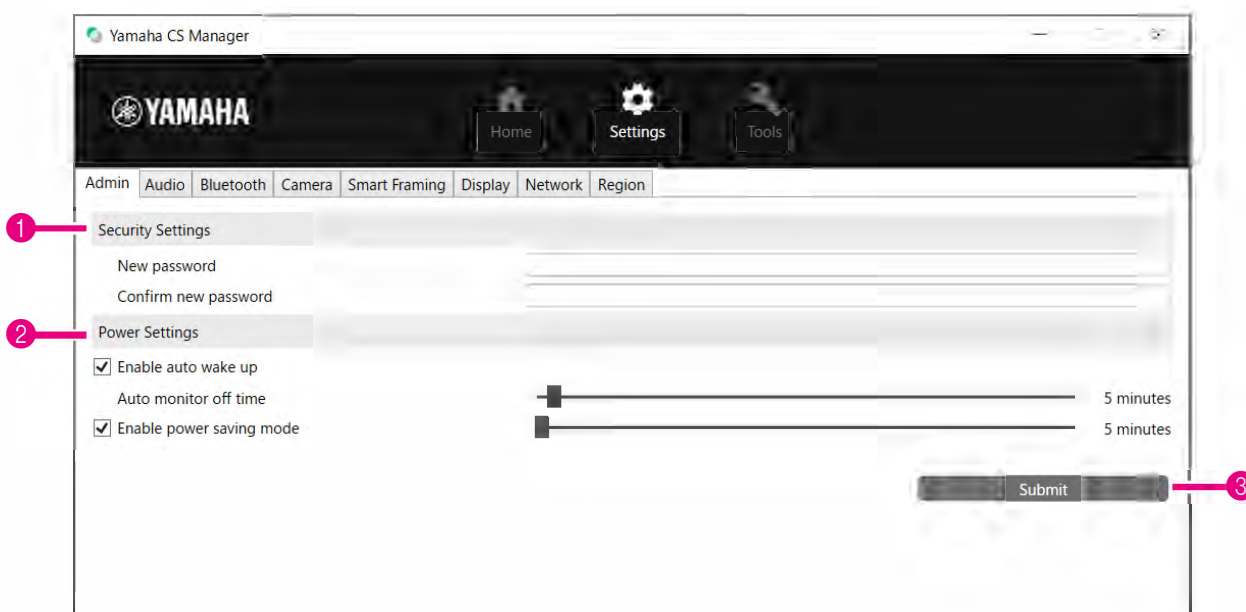 Yamaha CS Manager
YAMAHA
Home Settings Tools
Admin Audio Bluetooth Camera Smart Framing Display Network Region
1 Security Settings
New password
Confirm new password
2 Power Settings
Enable auto wake up
Auto monitor off time 5 minutes
Enable power saving mode 5 minutes
Submit 3